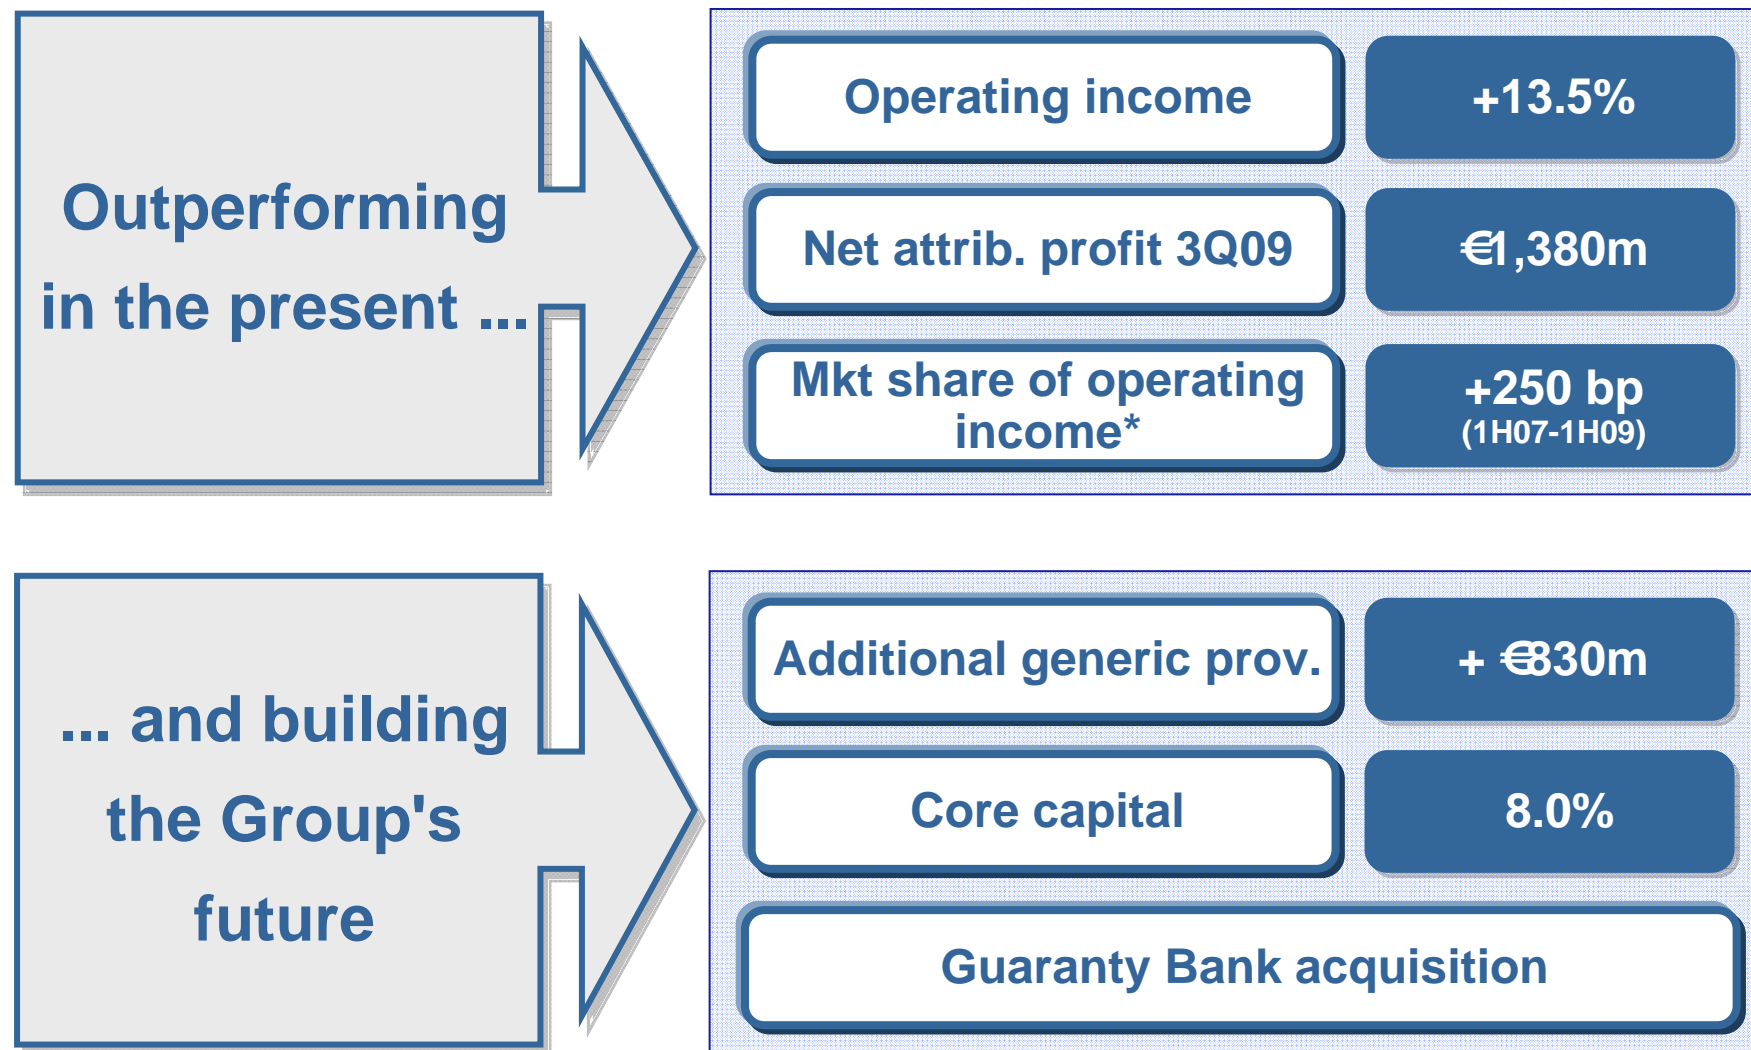 Outperforming
in the present ...
Operating income
+13.5%
Net attrib. profit 3Q09
€1,380m
Mkt share of operating
income*
+250 bp
(1H07-1H09)
... and building
the Group's
future
Additional generic prov.
+ €830m
Core capital
8.0%
Guaranty Bank acquisition